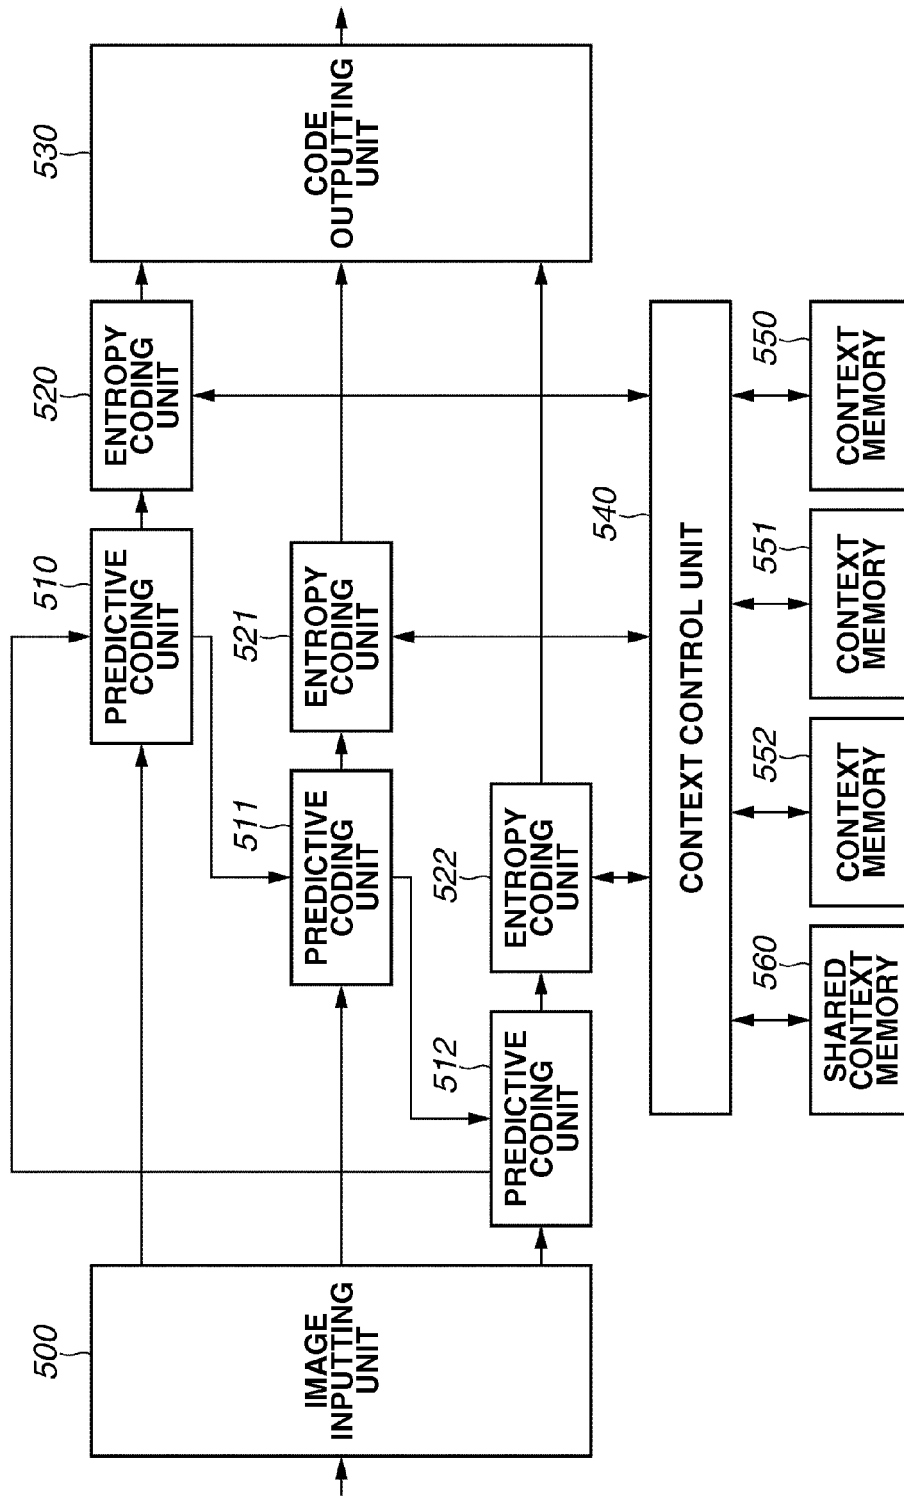 500
IMAGE
INPUTTING
UNIT
510
PREDICTIVE
CODING
UNIT
520
ENTROPY
CODING
UNIT
530
CODE
OUTPUTTING
UNIT
511
PREDICTIVE
CODING
UNIT
521
ENTROPY
CODING
UNIT
512
PREDICTIVE
CODING
UNIT
522
ENTROPY
CODING
UNIT
540
CONTEXT CONTROL UNIT
560
SHARED
CONTEXT
MEMORY
552
CONTEXT
MEMORY
551
CONTEXT
MEMORY
550
CONTEXT
MEMORY